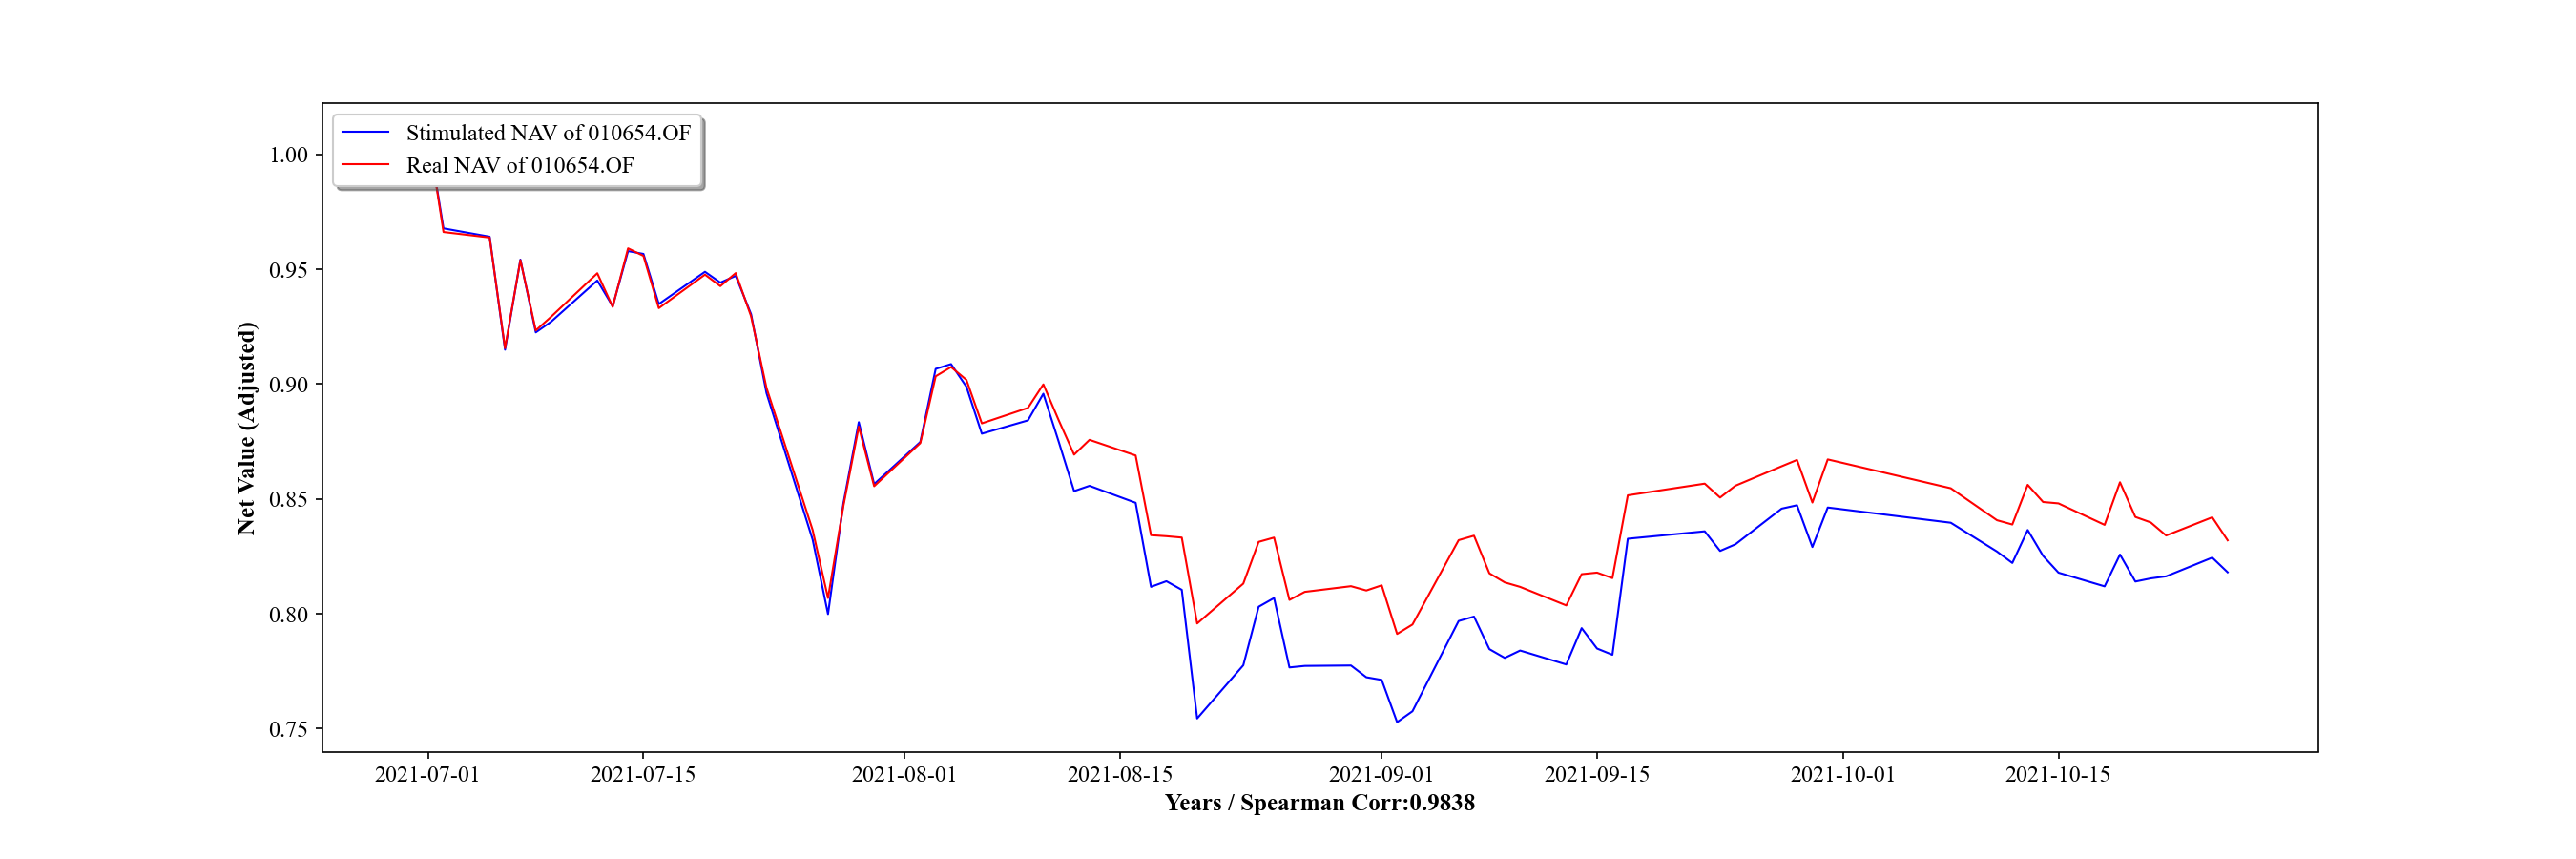 Stimulated NAV of 010654.OF
Real NAV of 010654.OF
1.00
0.95
0.90
0.85
0.80
0.75
Net Value (Adjusted)
2021-07-01 2021-07-15 2021-08-01 2021-08-15 2021-09-01 2021-09-15 2021-10-01 2021-10-15
Years / Spearman Corr:0.9838